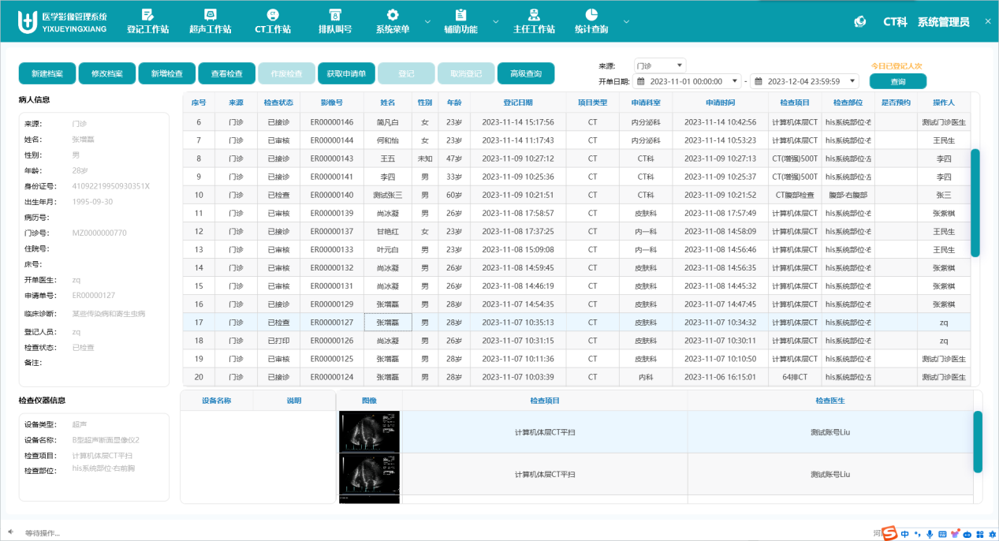 医学影像管理系统
YIXUEYINGXIANG
登记工作站 超声工作站 CT工作站 排队叫号 系统菜单 辅助功能 主任工作站 统计查询
CT科 系统管理员
新建档案 修改档案 新增检查 查看检查 作废检查 获取申请单 登记 取消登记 高级查询
来源: 门诊
今日已登记人次
开单日期: 2023-11-01 00:00:00 - 2023-12-04 23:59:59 查询
病人信息
来源: 门诊
姓名: 张增磊
性别: 男
年龄: 28岁
身份证号: 41092219950930351X
出生年月: 1995-09-30
病历号:
门诊号: MZ0000000770
住院号:
床号:
开单医生: zq
申请单号: ER00000127
临床诊断: 某些传染病和寄生虫病
登记人员: zq
检查状态: 已检查
备注:
序号 来源 检查状态 影像号 姓名 性别 年龄 登记日期 项目类型 申请科室 申请时间 检查项目 检查部位 是否预约 操作人
6 门诊 已接诊 ER00000146 简凡白 女 23岁 2023-11-14 15:17:56 CT 内分泌科 2023-11-14 10:42:56 计算机体层CT his系统部位-右 测试门诊医生
7 门诊 已审核 ER00000144 何和怡 女 23岁 2023-11-14 11:17:43 CT 内分泌科 2023-11-14 10:53:23 计算机体层CT his系统部位-右 王民生
8 门诊 已接诊 ER00000143 王五 未知 47岁 2023-11-09 10:27:12 CT CT科 2023-11-09 10:27:13 CT(增强)500T his系统部位-左 李四
9 门诊 已接诊 ER00000141 李四 男 33岁 2023-11-09 10:25:36 CT CT科 2023-11-09 10:25:37 CT(增强)500T his系统部位-左 李四
10 门诊 已检查 ER00000140 测试张三 男 60岁 2023-11-09 10:21:51 CT CT科 2023-11-09 10:21:52 CT腹部检查 腹部-右腹部 张三
11 门诊 已审核 ER00000139 尚冰凝 男 26岁 2023-11-08 17:58:57 CT 皮肤科 2023-11-08 17:57:49 计算机体层CT his系统部位-右 张紫棋
12 门诊 已审核 ER00000137 甘艳红 女 23岁 2023-11-08 17:37:25 CT 内一科 2023-11-08 14:58:09 计算机体层CT his系统部位-右 王民生
13 门诊 已审核 ER00000133 叶元白 男 23岁 2023-11-08 15:09:08 CT 内一科 2023-11-08 14:56:46 计算机体层CT his系统部位-右 王民生
14 门诊 已审核 ER00000132 尚冰凝 男 26岁 2023-11-08 14:59:45 CT 皮肤科 2023-11-08 14:56:35 计算机体层CT his系统部位-右 张紫棋
15 门诊 已审核 ER00000131 尚冰凝 男 26岁 2023-11-08 14:46:19 CT 皮肤科 2023-11-08 14:45:32 计算机体层CT his系统部位-右 张紫棋
16 门诊 已接诊 ER00000129 张增磊 男 28岁 2023-11-07 14:54:35 CT 皮肤科 2023-11-07 14:47:45 计算机体层CT his系统部位-右 张紫棋
17 门诊 已检查 ER00000127 张增磊 男 28岁 2023-11-07 10:35:13 CT 皮肤科 2023-11-07 10:34:32 计算机体层CT his系统部位-右 zq
18 门诊 已打印 ER00000126 尚冰凝 男 26岁 2023-11-07 10:31:15 CT 皮肤科 2023-11-07 10:30:11 计算机体层CT his系统部位-右 zq
19 门诊 已审核 ER00000125 张增磊 男 28岁 2023-11-07 10:11:36 CT 皮肤科 2023-11-07 10:10:50 计算机体层CT his系统部位-右 测试门诊医生
20 门诊 已接诊 ER00000124 张增磊 男 28岁 2023-11-07 10:03:39 CT 内科 2023-11-06 16:15:01 64排CT his系统部位-左 测试门诊医生
检查仪器信息
设备类型: 超声
设备名称: B型超声断面显像仪2
检查项目: 计算机体层CT平扫
检查部位: his系统部位-右前胸
设备名称 说明 图像 检查项目 检查医生
计算机体层CT平扫 测试账号Liu
计算机体层CT平扫 测试账号Liu
等待操作...
河
中